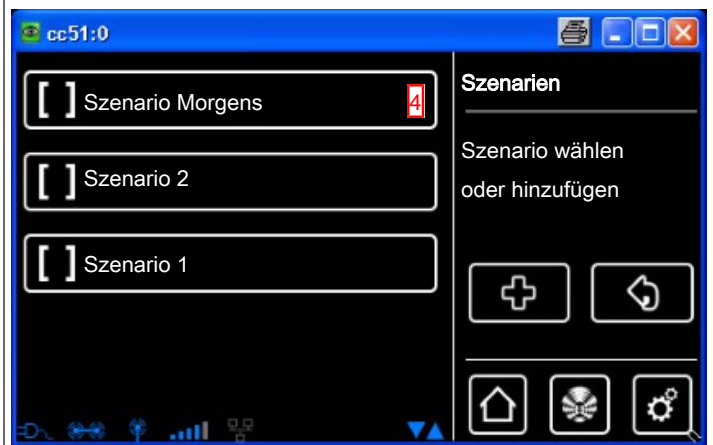 cc51:0
Szenario Morgens 4
Szenario 2
Szenario 1
Szenarien
Szenario wählen
oder hinzufügen